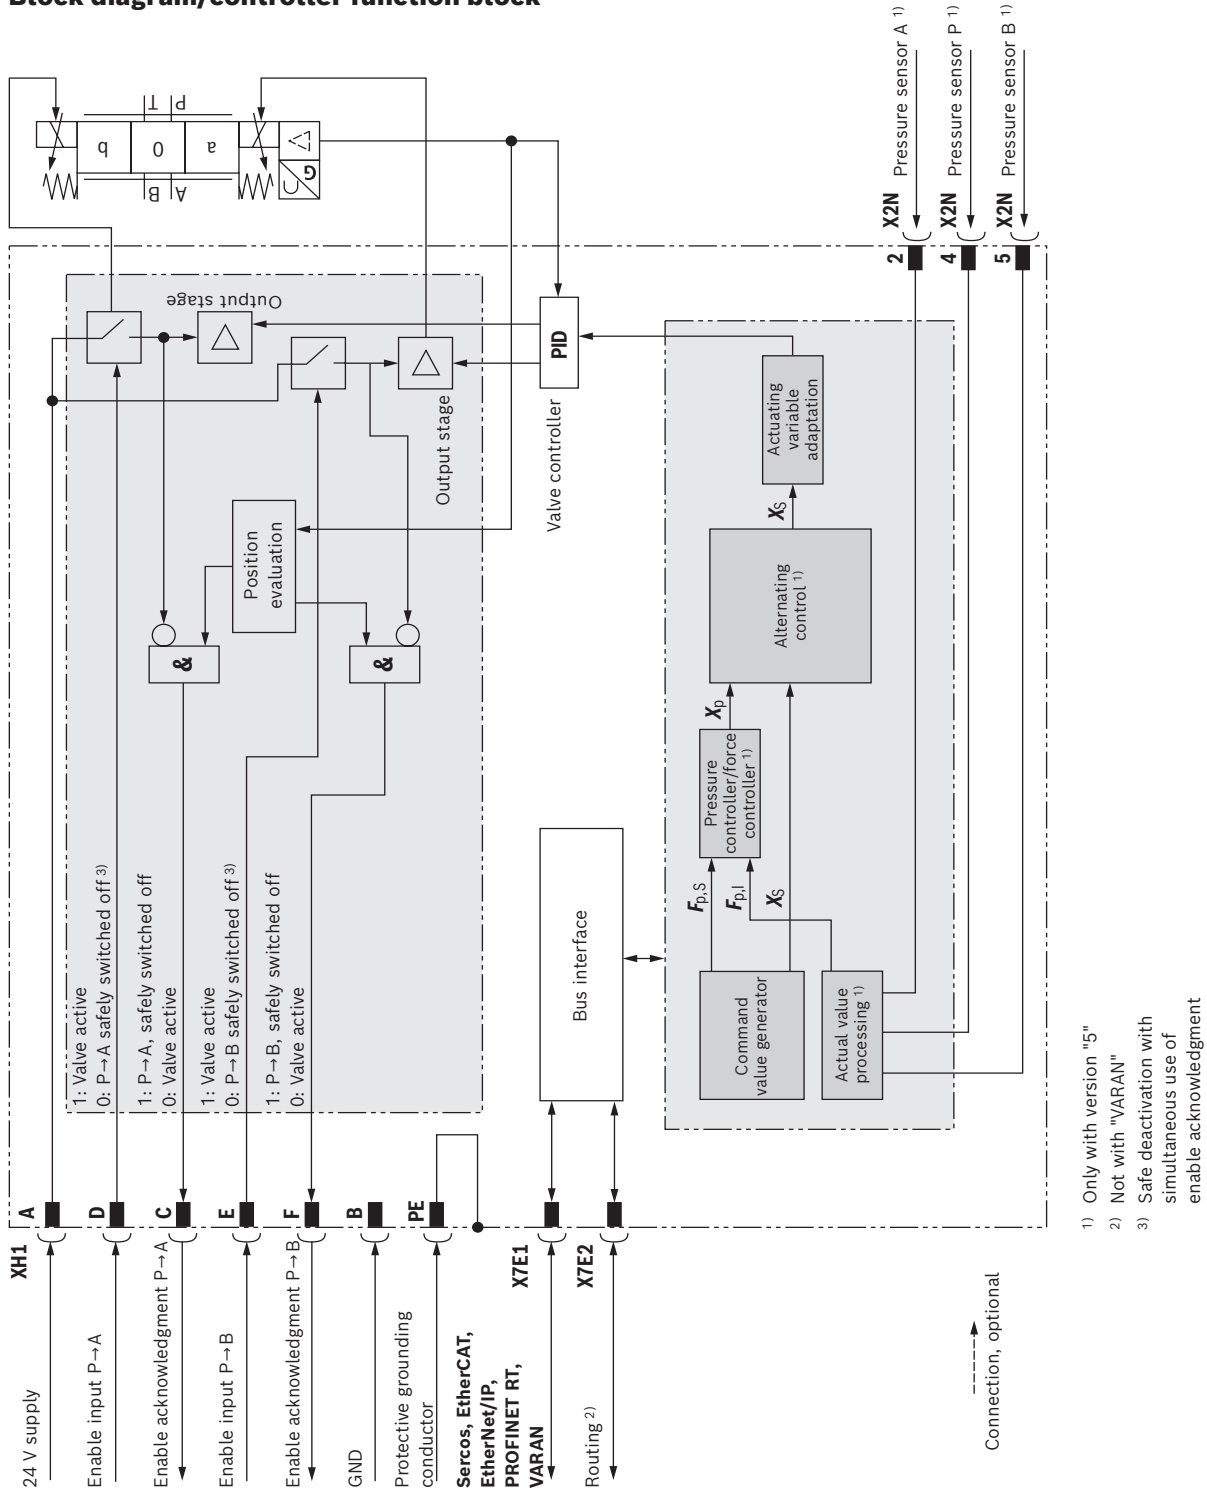 Block diagram/controller function block
XH1
24 V supply
A
Enable input P→A
D
Enable acknowledgment P→A
C
Enable input P→B
E
Enable acknowledgment P→B
F
GND
B
Protective grounding
conductor
PE
Sercos, EtherCAT,
EtherNet/IP,
PROFINET RT,
VARAN
X7E1
Routing 2)
X7E2
1: Valve active
0: P→A safely switched off 3)
1: P→A, safely switched off
0: Valve active
1: Valve active
0: P→B safely switched off 3)
1: P→B, safely switched off
0: Valve active
&
&
Position
evaluation
Output stage
Output stage
PID
Valve controller
b
0
a
T
P
B
A
U
G
Bus interface
Command
value generator
Actual value
processing 1)
Fp,S
Fp,I
XS
Pressure
controller/force
controller 1)
Xp
Alternating
control 1)
XS
Actuating
variable
adaptation
2
X2N
Pressure sensor A 1)
4
X2N
Pressure sensor P 1)
5
X2N
Pressure sensor B 1)
Connection, optional
1) Only with version "5"
2) Not with "VARAN"
3) Safe deactivation with
simultaneous use of
enable acknowledgment